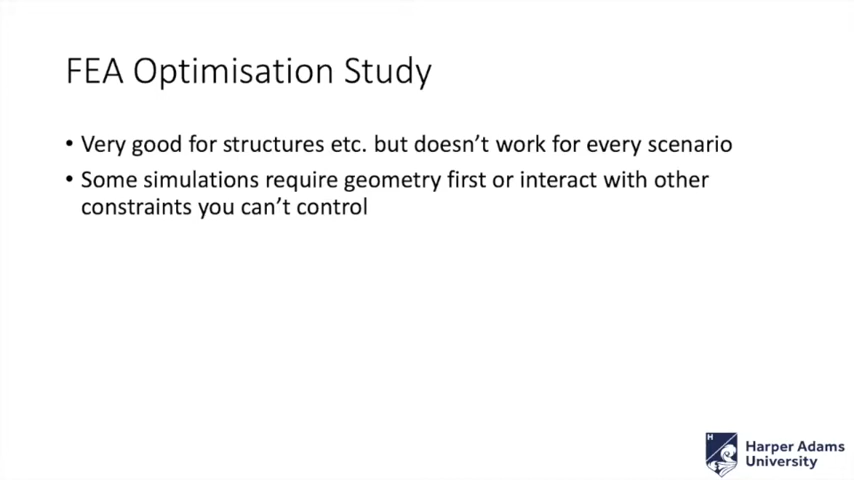 FEA Optimisation Study
• Very good for structures etc. but doesn't work for every scenario
• Some simulations require geometry first or interact with other
constraints you can't control
H
Harper Adams
University